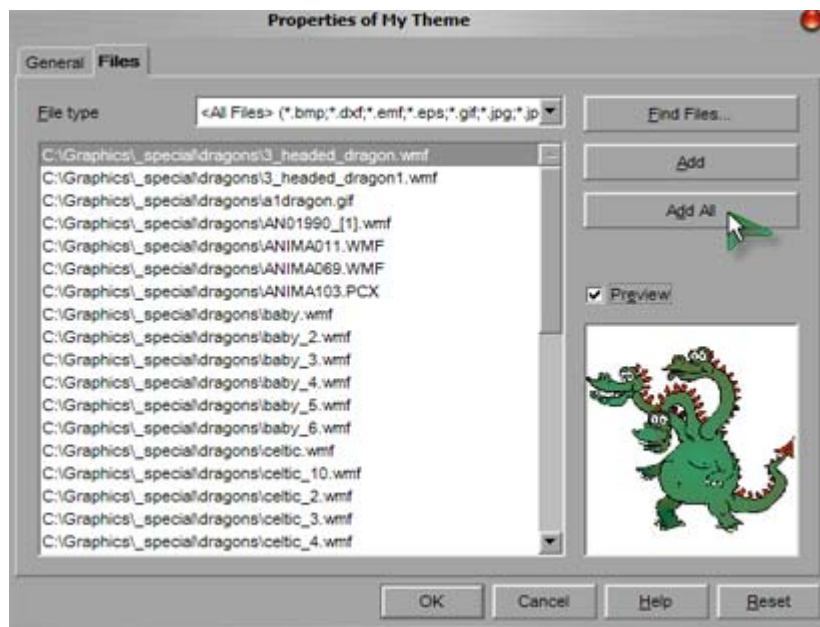 Properties of My Theme
General Files
File type
<All Files> (*.bmp;*.dxf;*.emf;*.eps;*.gif;*.jpg;*.jp
Find Files...
C:\Graphics\_special\dragons\3_headed_dragon.wmf
C:\Graphics\_special\dragons\3_headed_dragon1.wmf
C:\Graphics\_special\dragons\a1dragon.gif
C:\Graphics\_special\dragons\AN01990_[1].wmf
C:\Graphics\_special\dragons\ANIMA011.WMF
C:\Graphics\_special\dragons\ANIMA069.WMF
C:\Graphics\_special\dragons\ANIMA103.PCX
C:\Graphics\_special\dragons\baby.wmf
C:\Graphics\_special\dragons\baby_2.wmf
C:\Graphics\_special\dragons\baby_3.wmf
C:\Graphics\_special\dragons\baby_4.wmf
C:\Graphics\_special\dragons\baby_5.wmf
C:\Graphics\_special\dragons\baby_6.wmf
C:\Graphics\_special\dragons\celtic.wmf
C:\Graphics\_special\dragons\celtic_10.wmf
C:\Graphics\_special\dragons\celtic_2.wmf
C:\Graphics\_special\dragons\celtic_3.wmf
C:\Graphics\_special\dragons\celtic_4.wmf
Add
Add All
Preview
OK Cancel Help Reset